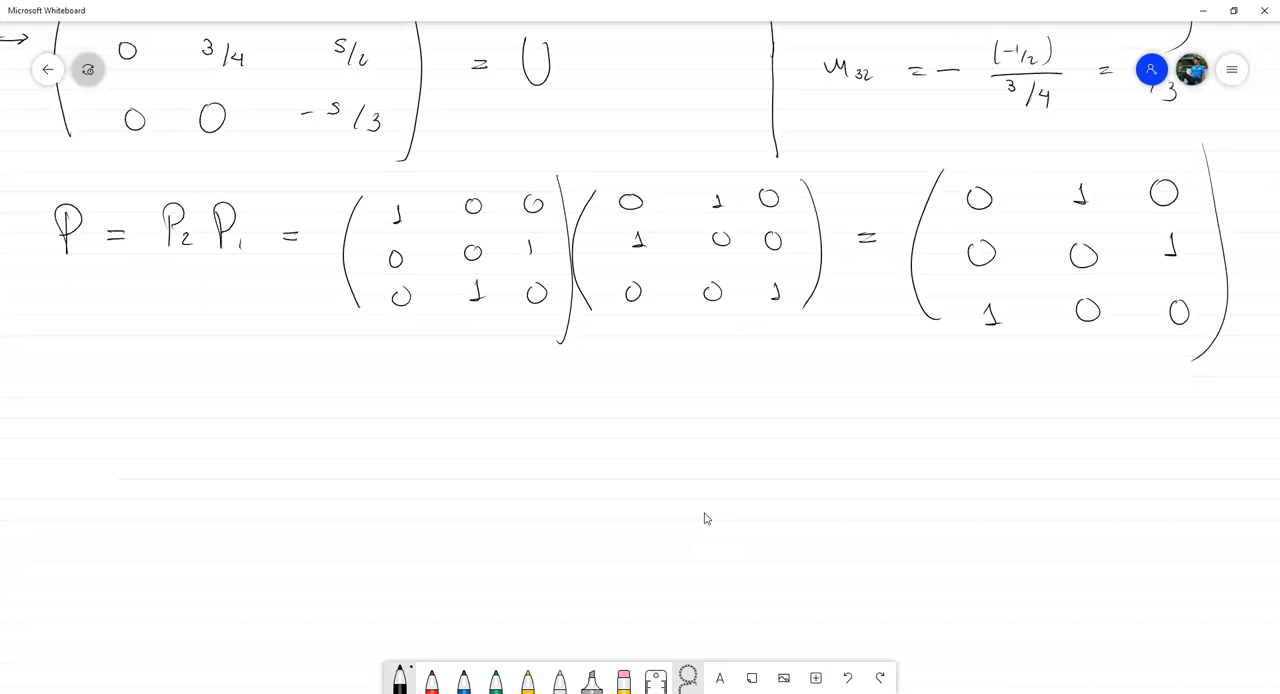 Microsoft Whiteboard
→ 0 3/4 5/2 = U
0 0 -5/3
M32 = - (-1/2) / 3/4 =
3
P = P2 P1 = ( 1 0 0 ) ( 0 1 0 ) = ( 0 1 0 )
( 0 0 1 ) ( 1 0 0 ) ( 0 0 1 )
( 0 1 0 ) ( 0 0 1 ) ( 1 0 0 )
A